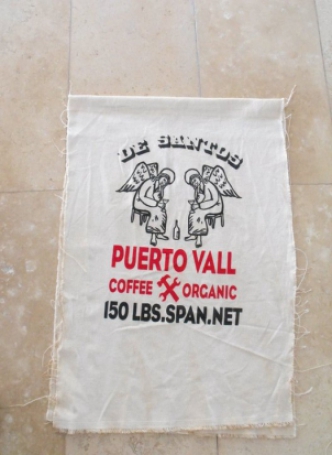 DE SANTOS
PUERTO VALL
COFFEE ORGANIC
150 LBS.SPAN.NET